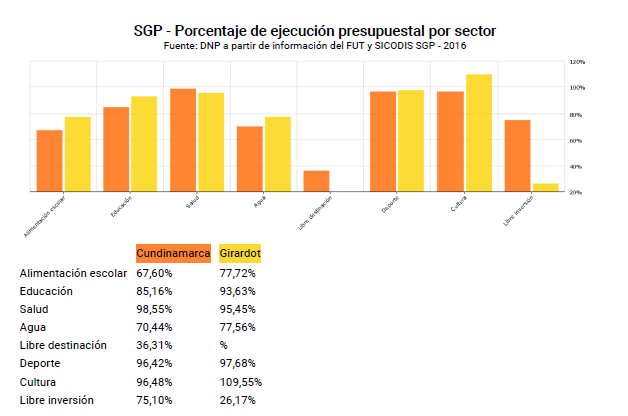 SGP - Porcentaje de ejecución presupuestal por sector
Fuente: DNP a partir de información del FUT y SICODIS SGP - 2016
120%
100%
80%
60%
40%
20%
Alimentación escolar
Educación
Salud
Agua
Libre destinación
Deporte
Cultura
Libre inversión
Cundinamarca Girardot
Alimentación escolar 67,60% 77,72%
Educación 85,16% 93,63%
Salud 98,55% 95,45%
Agua 70,44% 77,56%
Libre destinación 36,31% %
Deporte 96,42% 97,68%
Cultura 96,48% 109,55%
Libre inversión 75,10% 26,17%